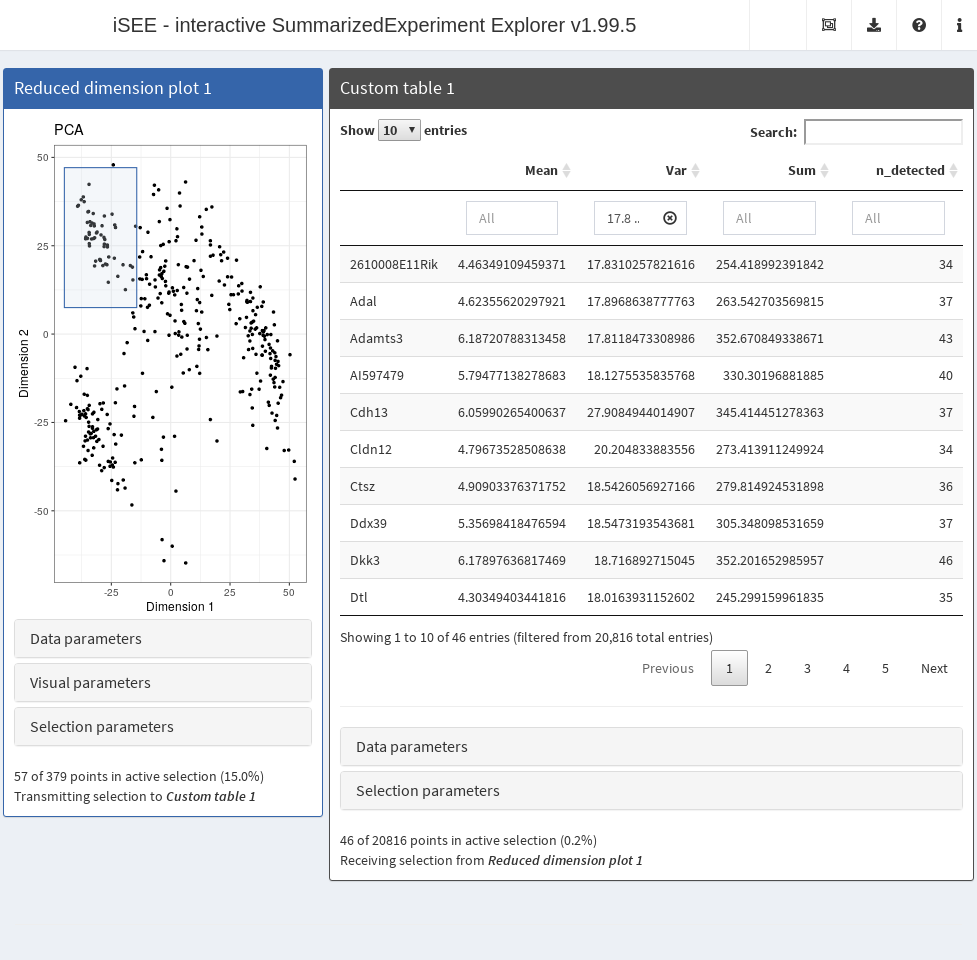 iSEE - interactive SummarizedExperiment Explorer v1.99.5
Reduced dimension plot 1
PCA
50
25
0
-25
-50
Dimension 2
-25 0 25 50
Dimension 1
Data parameters
Visual parameters
Selection parameters
57 of 379 points in active selection (15.0%)
Transmitting selection to Custom table 1
Custom table 1
Show 10 entries Search:
Mean Var Sum n_detected
All 17.8 .. All All
2610008E11Rik 4.46349109459371 17.8310257821616 254.418992391842 34
Adal 4.62355620297921 17.8968638777763 263.542703569815 37
Adamts3 6.18720788313458 17.8118473308986 352.670849338671 43
AI597479 5.79477138278683 18.1275535835768 330.30196881885 40
Cdh13 6.05990265400637 27.9084944014907 345.414451278363 37
Cldn12 4.79673528508638 20.204833883556 273.413911249924 34
Ctsz 4.90903376371752 18.5426056927166 279.814924531898 36
Ddx39 5.35698418476594 18.5473193543681 305.348098531659 37
Dkk3 6.17897636817469 18.716892715045 352.201652985957 46
Dtl 4.30349403441816 18.0163931152602 245.299159961835 35
Showing 1 to 10 of 46 entries (filtered from 20,816 total entries)
Previous 1 2 3 4 5 Next
Data parameters
Selection parameters
46 of 20816 points in active selection (0.2%)
Receiving selection from Reduced dimension plot 1